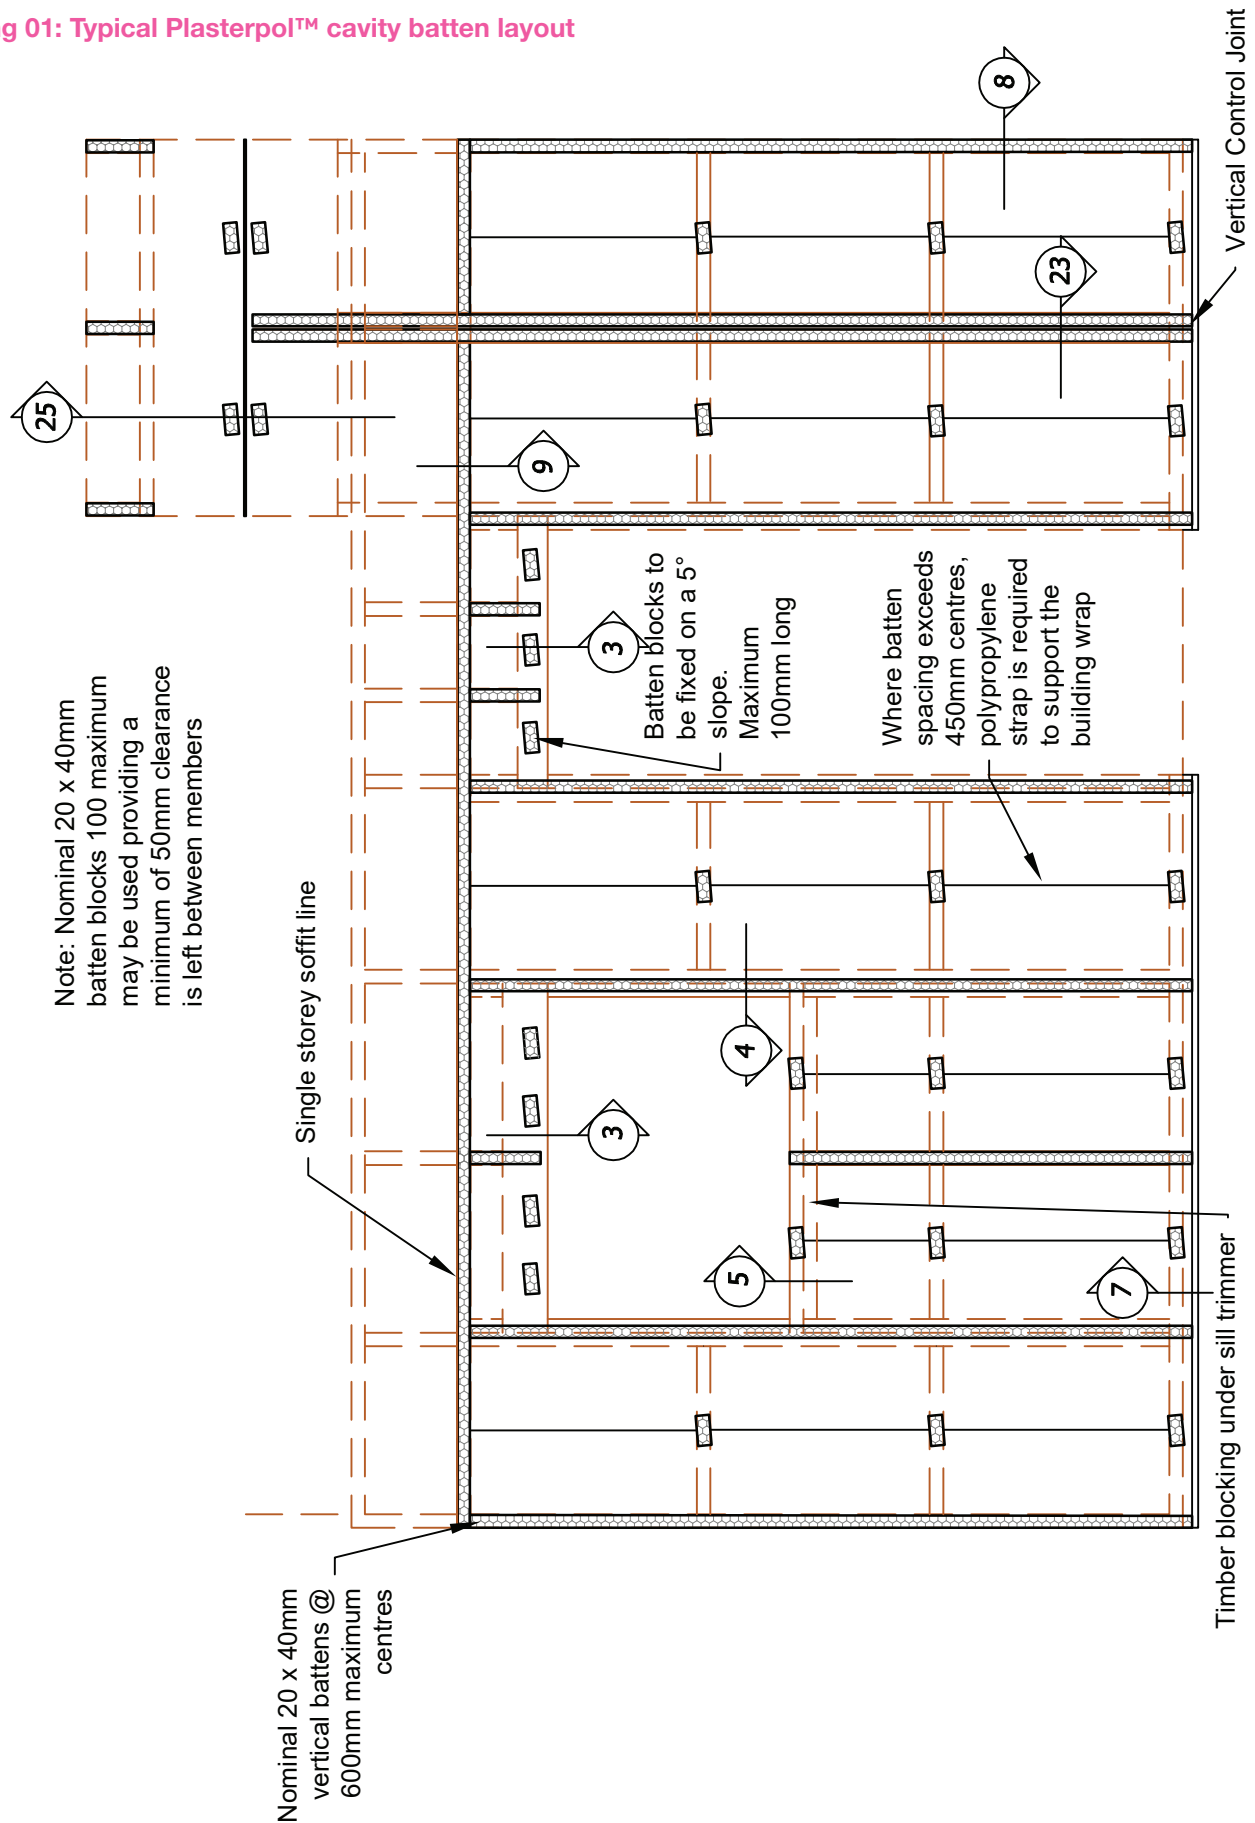 g 01: Typical Plasterpol™ cavity batten layout
Note: Nominal 20 x 40mm
batten blocks 100 maximum
may be used providing a
minimum of 50mm clearance
is left between members
Single storey soffit line
Nominal 20 x 40mm
vertical battens @
600mm maximum
centres
Batten blocks to
be fixed on a 5°
slope.
Maximum
100mm long
Where batten
spacing exceeds
450mm centres,
polypropylene
strap is required
to support the
building wrap
Timber blocking under sill trimmer
Vertical Control Joint
25
9
8
23
3
3
4
5
7